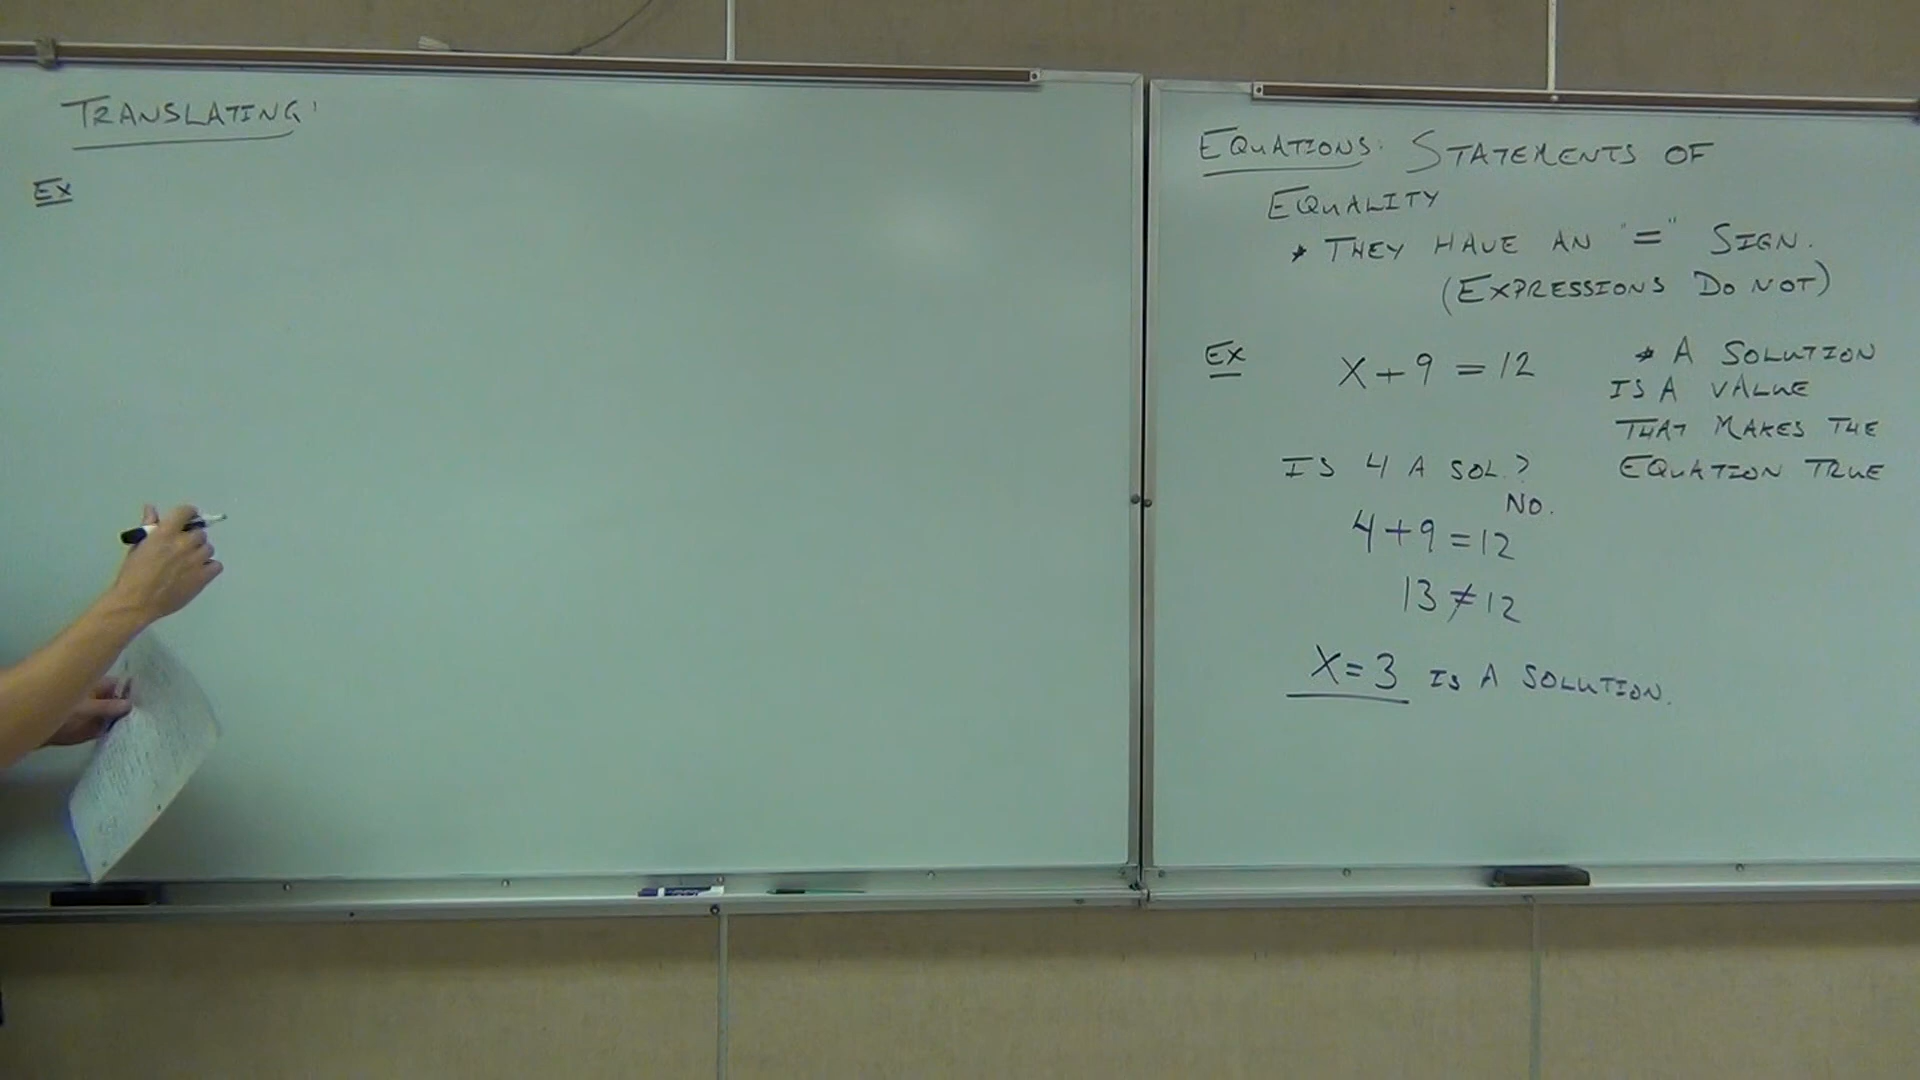 TRANSLATING:
EX
EQUATIONS: STATEMENTS OF
EQUALITY
* THEY HAVE AN "=" SIGN.
(EXPRESSIONS DO NOT)
EX
X + 9 = 12
* A SOLUTION
IS A VALUE
THAT MAKES THE
EQUATION TRUE
IS 4 A SOL.?
NO.
4 + 9 = 12
13 ≠ 12
X = 3 IS A SOLUTION.